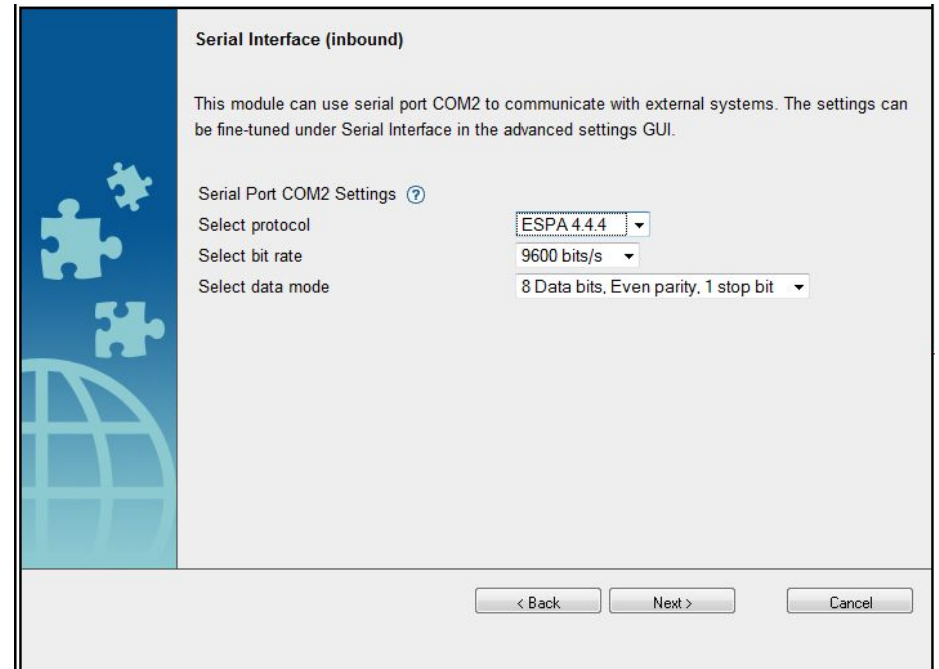 Serial Interface (inbound)
This module can use serial port COM2 to communicate with external systems. The settings can
be fine-tuned under Serial Interface in the advanced settings GUI.
Serial Port COM2 Settings ?
Select protocol ESPA 4.4.4
Select bit rate 9600 bits/s
Select data mode 8 Data bits, Even parity, 1 stop bit
< Back Next > Cancel